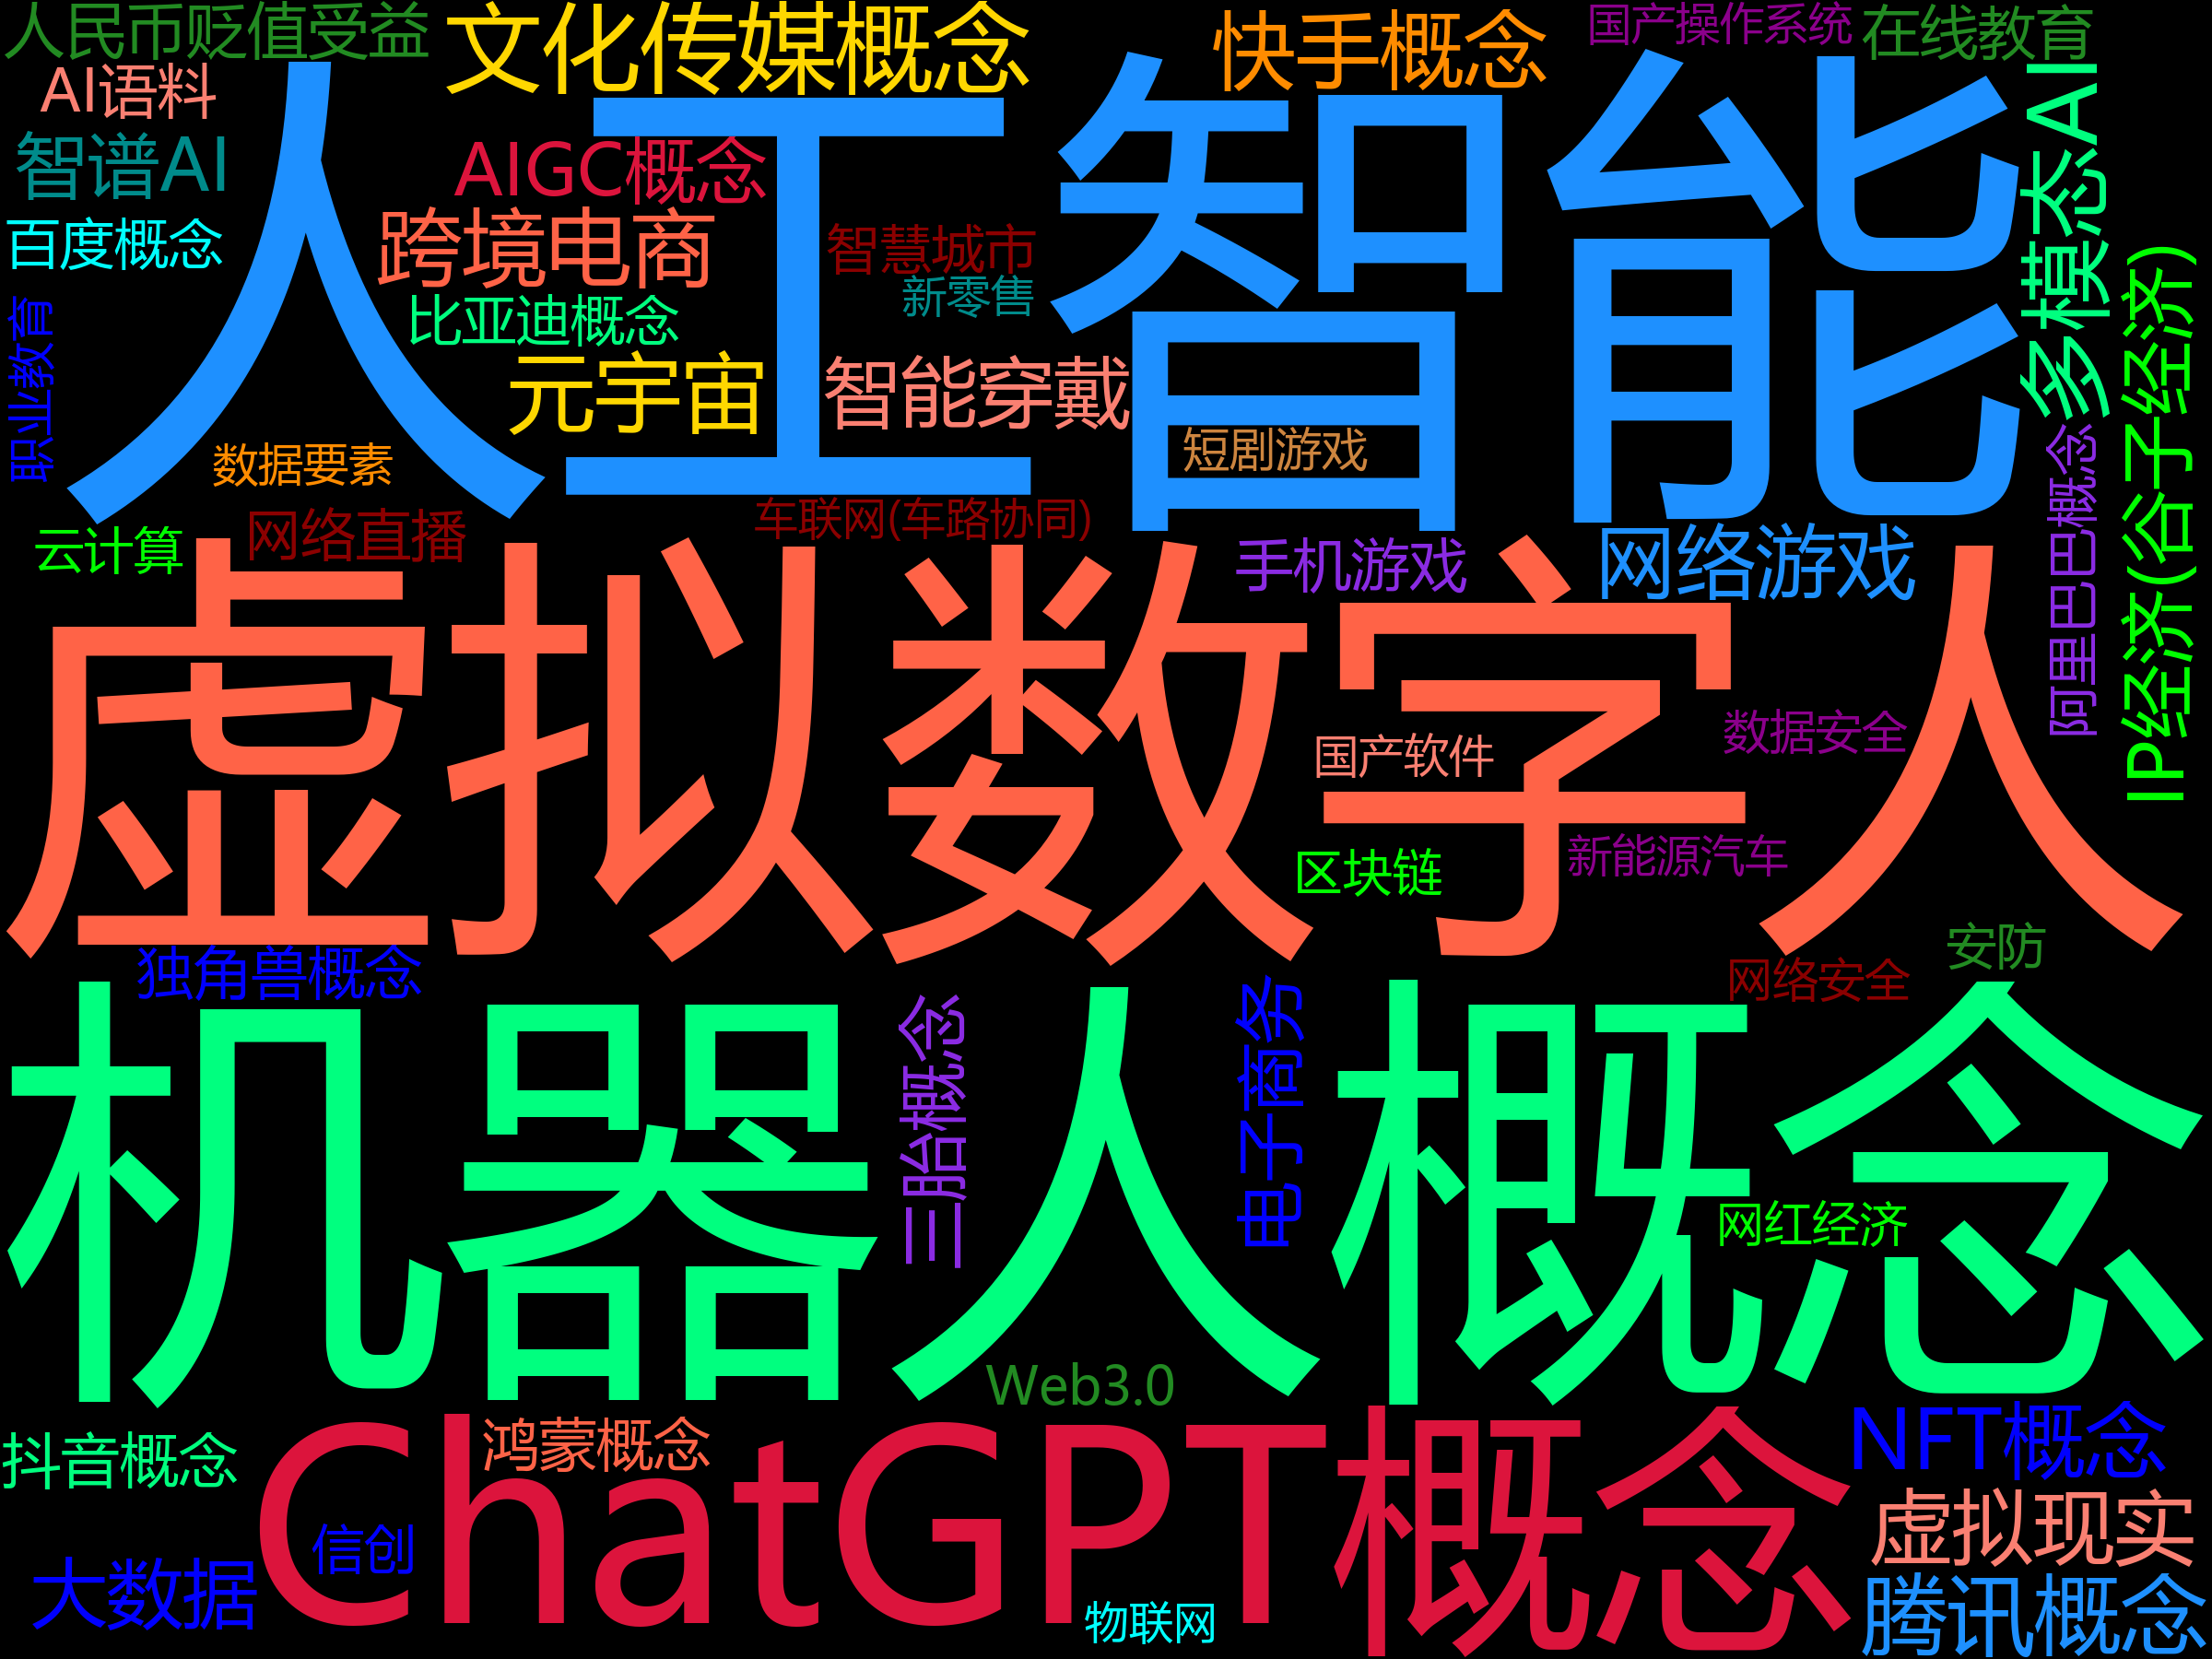 人民币贬值受益
文化传媒概念
快手概念
国产操作系统
在线教育
AI语料
人工智能
多模态AI
智谱AI
AIGC概念
百度概念
跨境电商
智慧城市
新零售
IP经济(谷子经济)
职业教育
比亚迪概念
元宇宙
智能穿戴
短剧游戏
阿里巴巴概念
数据要素
网络直播
车联网(车路协同)
云计算
手机游戏
网络游戏
虚拟数字人
数据安全
国产软件
区块链
新能源汽车
独角兽概念
安防
网络安全
机器人概念
三胎概念
电子商务
网红经济
Web3.0
抖音概念
鸿蒙概念
ChatGPT概念
NFT概念
信创
虚拟现实
大数据
物联网
腾讯概念